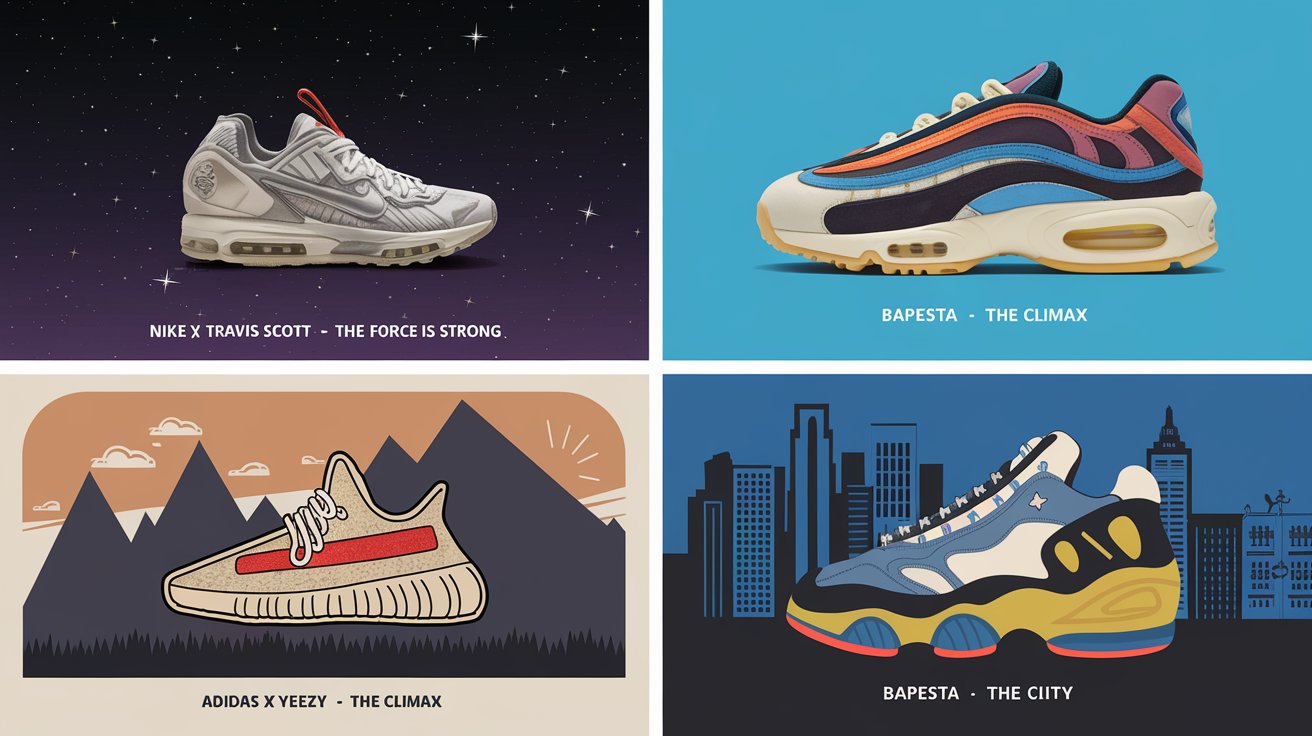 NIKE X TRAVIS SCOTT - THE FORCE IS STRONG.
BAPESTA - THE CLIMAX
ADIDAS X YEEZY - THE CLIMAX
BAPESTA - THE CIITY